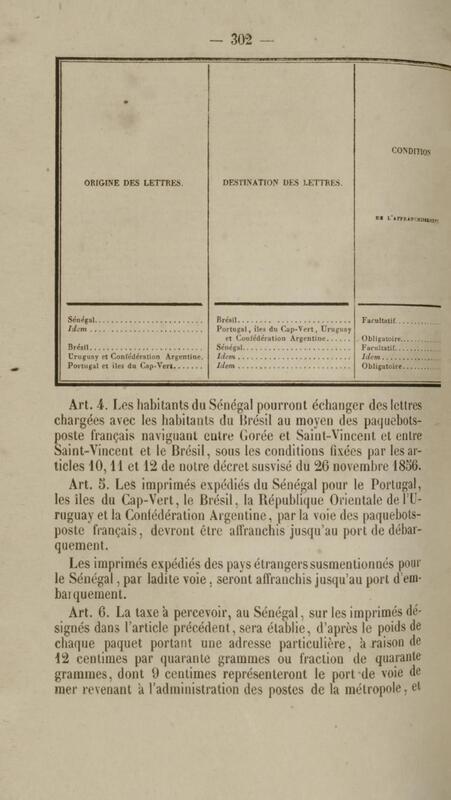 — 302 —
ORIGINE DES LETTRES.
DESTINATION DES LETTRES.
CONDITION
DE L'AFFRANCHISSEMENT
Sénégal.......... Brésil.......... Facultatif..........
Idem.......... Portugal, îles du Cap-Vert, Uruguay
et Confédération Argentine...... Obligatoire..........
Brésil.......... Sénégal.......... Facultatif..........
Uruguay et Confédération Argentine. Idem.......... Idem..........
Portugal et îles du Cap-Vert...... Idem.......... Obligatoire..........
Art. 4. Les habitants du Sénégal pourront échanger des lettres
chargées avec les habitants du Brésil au moyen des paquebots-
poste français naviguant entre Gorée et Saint-Vincent et entre
Saint-Vincent et le Brésil, sous les conditions fixées par les ar-
ticles 10, 11 et 12 de notre décret susvisé du 26 novembre 1856.
Art. 5. Les imprimés expédiés du Sénégal pour le Portugal,
les îles du Cap-Vert, le Brésil, la République Orientale de l'U-
ruguay et la Confédération Argentine, par la voie des paquebots-
poste français, devront être affranchis jusqu'au port de débar-
quement.
Les imprimés expédiés des pays étrangers susmentionnés pour
le Sénégal, par ladite voie, seront affranchis jusqu'au port d'em-
barquement.
Art. 6. La taxe à percevoir, au Sénégal, sur les imprimés dé-
signés dans l'article précédent, sera établie, d'après le poids de
chaque paquet portant une adresse particulière, à raison de
12 centimes par quarante grammes ou fraction de quarante
grammes, dont 9 centimes représenteront le port de voie de
mer revenant à l'administration des postes de la métropole, et